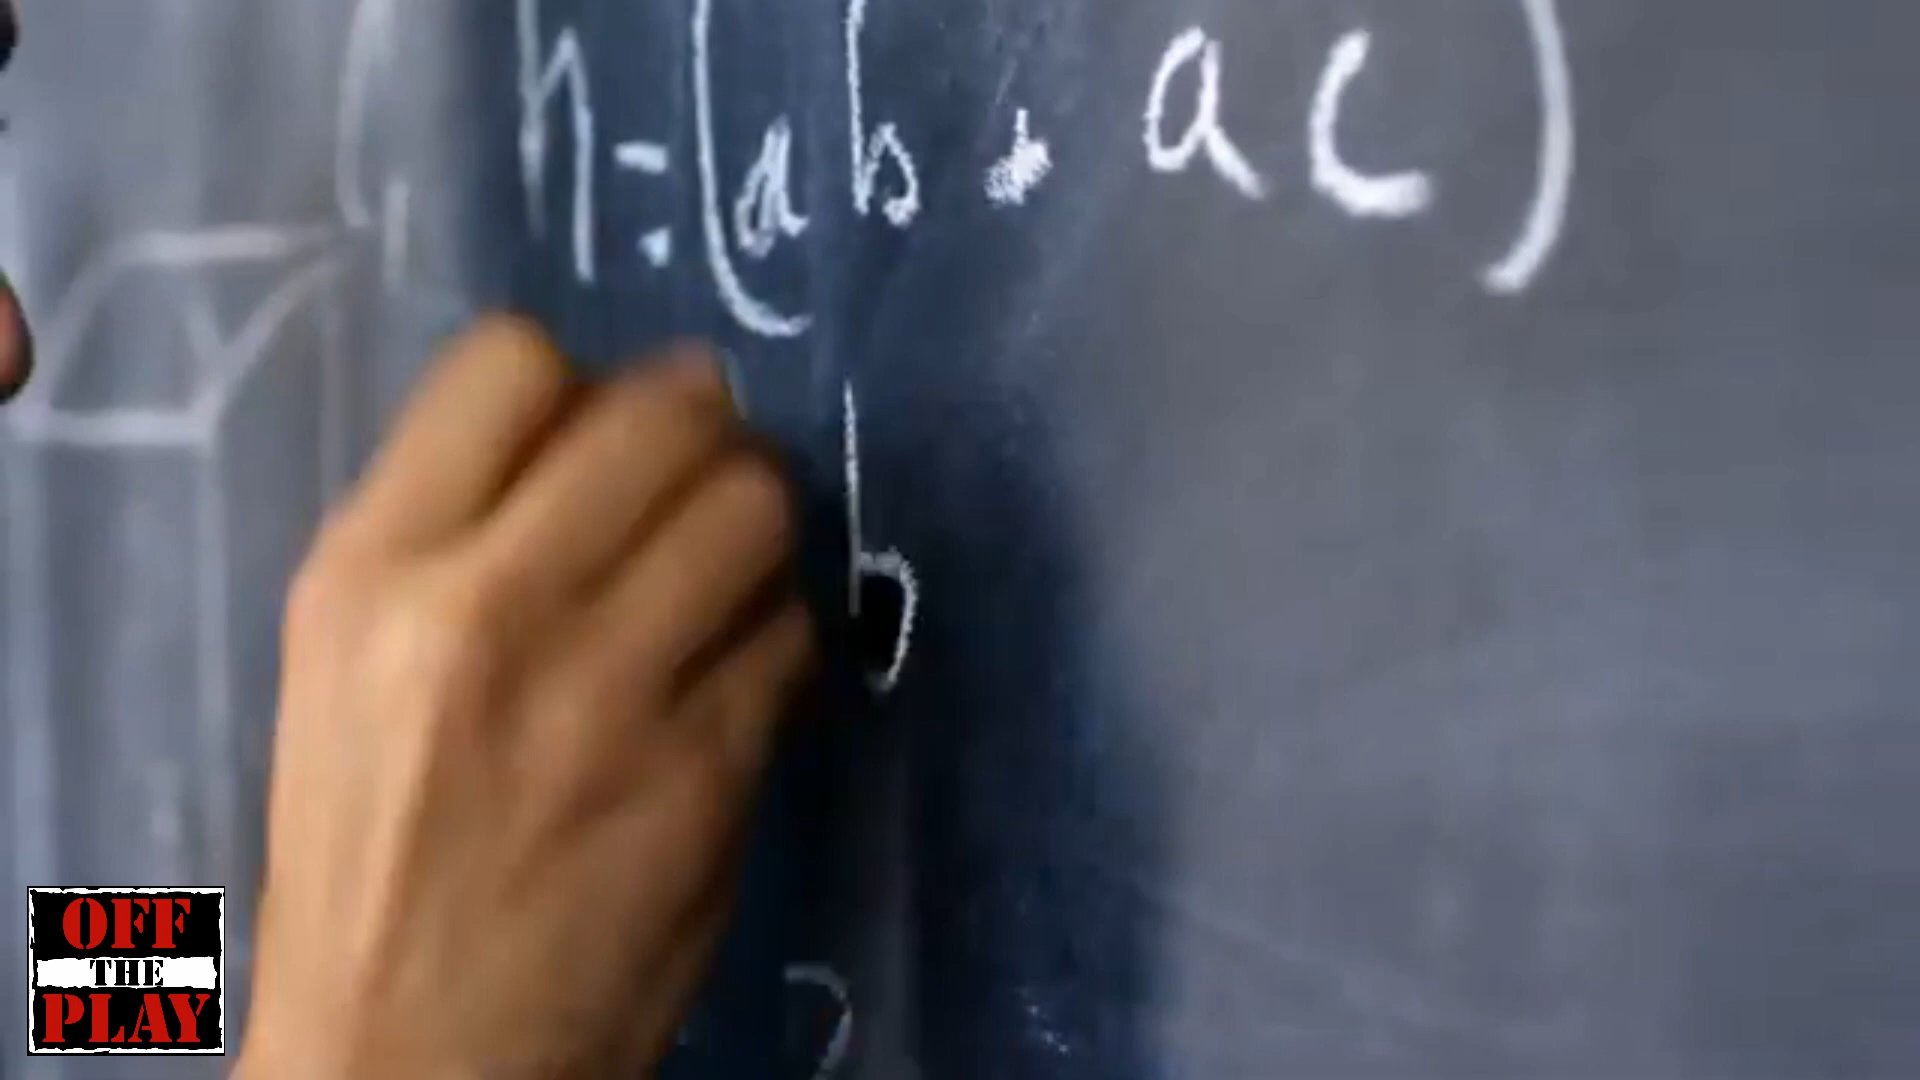 h=(ab · ac)
b
OFF
THE
PLAY